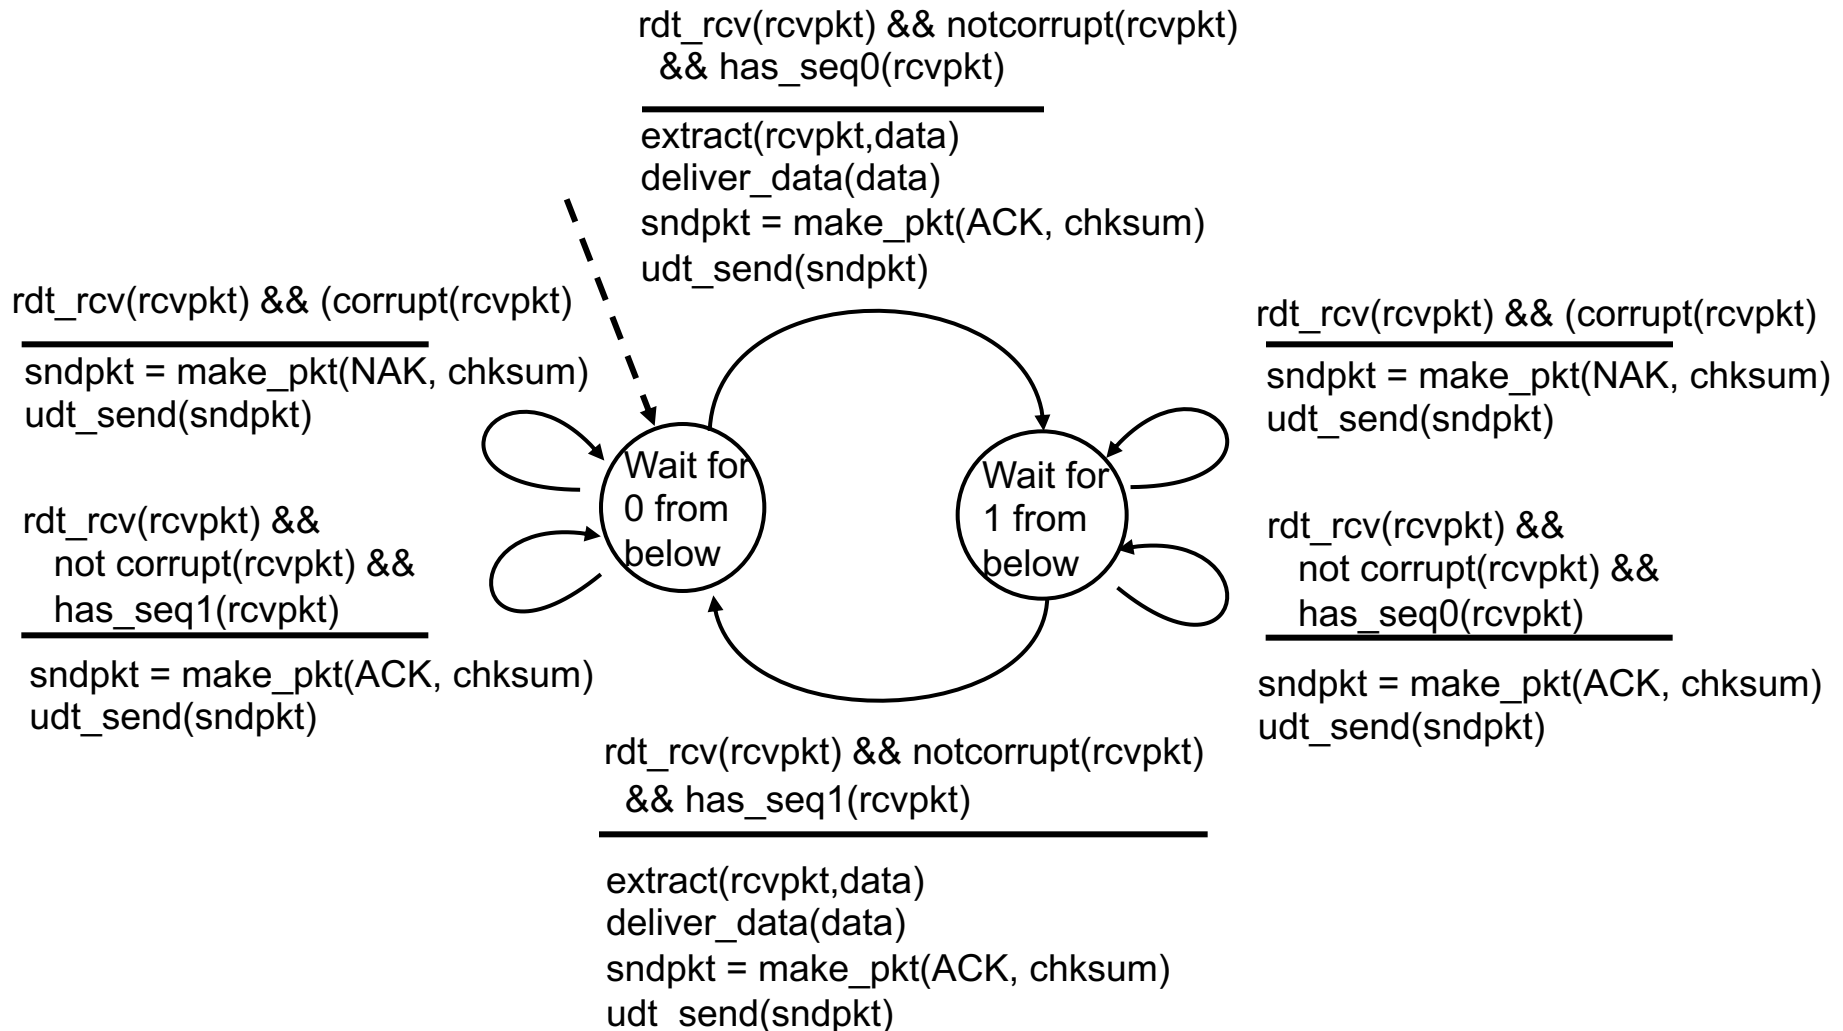 rdt_rcv(rcvpkt) && notcorrupt(rcvpkt)
&& has_seq0(rcvpkt)
extract(rcvpkt,data)
deliver_data(data)
sndpkt = make_pkt(ACK, chksum)
udt_send(sndpkt)
rdt_rcv(rcvpkt) && (corrupt(rcvpkt)
sndpkt = make_pkt(NAK, chksum)
udt_send(sndpkt)
rdt_rcv(rcvpkt) &&
not corrupt(rcvpkt) &&
has_seq1(rcvpkt)
sndpkt = make_pkt(ACK, chksum)
udt_send(sndpkt)
Wait for
0 from
below
Wait for
1 from
below
rdt_rcv(rcvpkt) && (corrupt(rcvpkt)
sndpkt = make_pkt(NAK, chksum)
udt_send(sndpkt)
rdt_rcv(rcvpkt) &&
not corrupt(rcvpkt) &&
has_seq0(rcvpkt)
sndpkt = make_pkt(ACK, chksum)
udt_send(sndpkt)
rdt_rcv(rcvpkt) && notcorrupt(rcvpkt)
&& has_seq1(rcvpkt)
extract(rcvpkt,data)
deliver_data(data)
sndpkt = make_pkt(ACK, chksum)
udt_send(sndpkt)